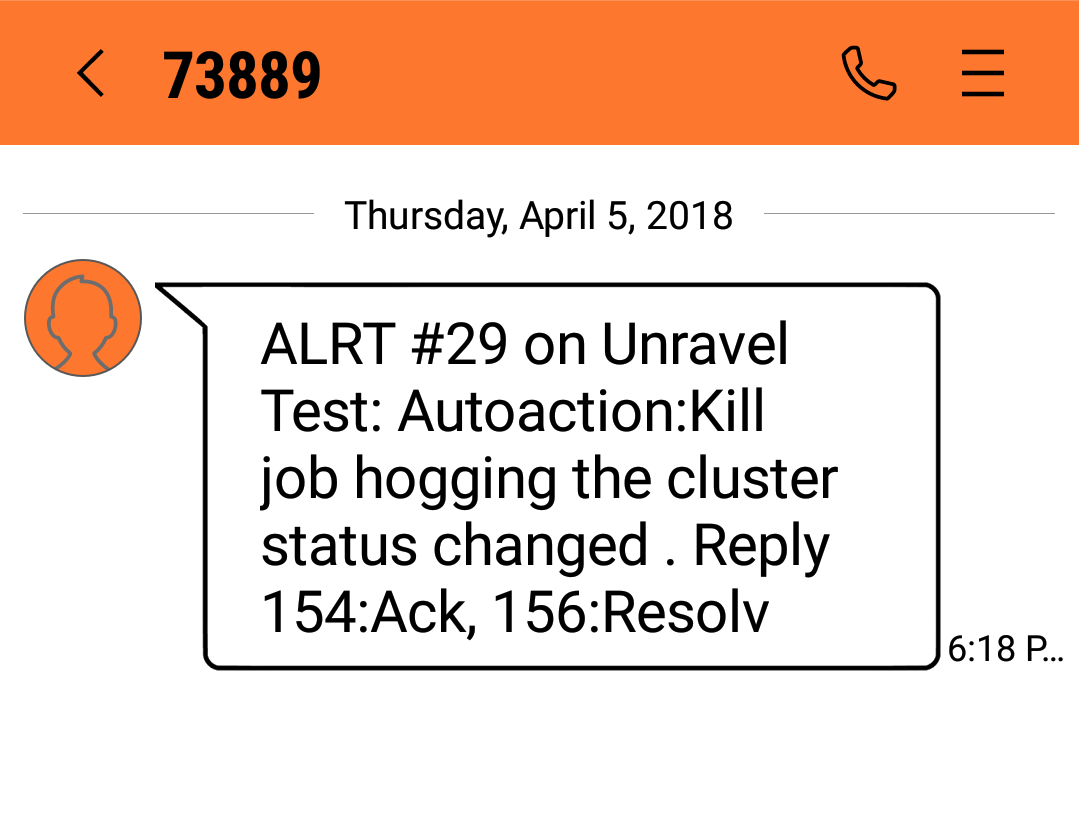 73889
Thursday, April 5, 2018
ALRT #29 on Unravel
Test: Autoaction:Kill
job hogging the cluster
status changed . Reply
154:Ack, 156:Resolv
6:18 P...